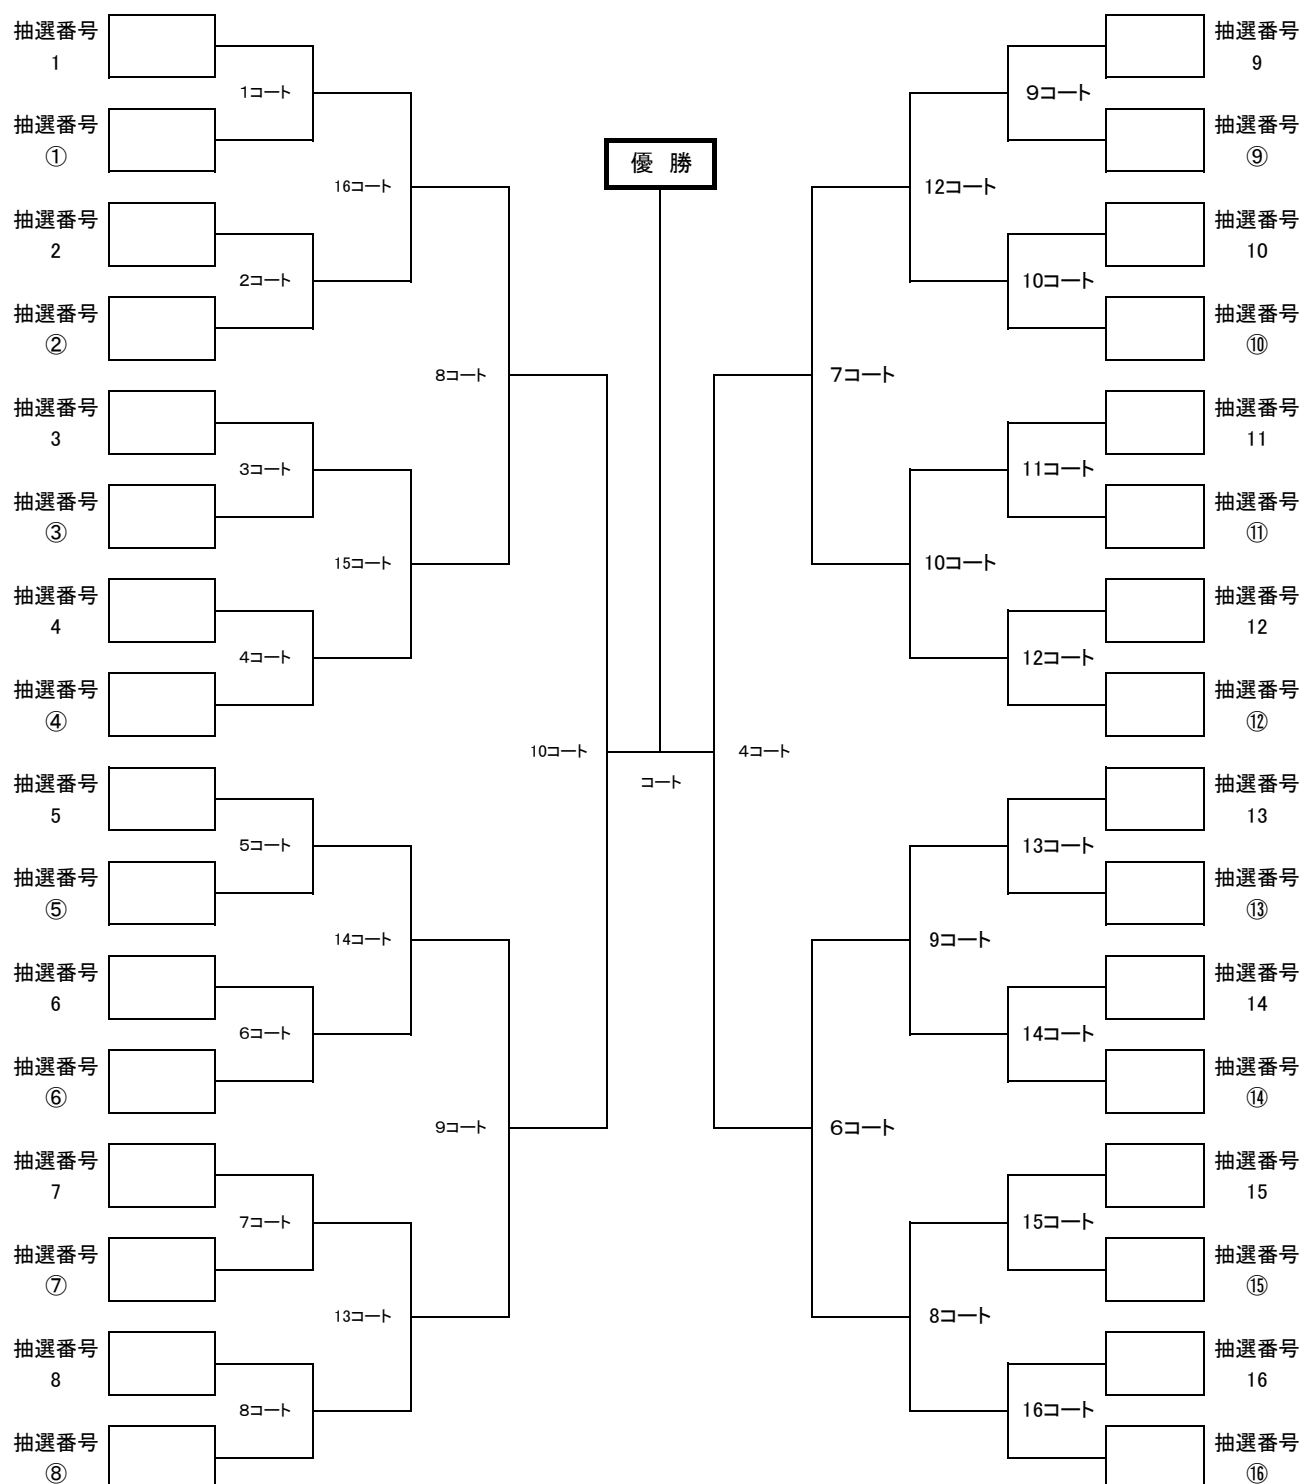 抽選番号
1
1コート
抽選番号
①
16コート
抽選番号
2
2コート
抽選番号
②
8コート
抽選番号
3
3コート
抽選番号
③
15コート
抽選番号
4
4コート
抽選番号
④
10コート
抽選番号
5
5コート
抽選番号
⑤
14コート
抽選番号
6
6コート
抽選番号
⑥
9コート
抽選番号
7
7コート
抽選番号
⑦
13コート
抽選番号
8
8コート
抽選番号
⑧
優 勝
コート
抽選番号
9
9コート
抽選番号
⑨
12コート
抽選番号
10
10コート
抽選番号
⑩
7コート
抽選番号
11
11コート
抽選番号
⑪
10コート
抽選番号
12
12コート
抽選番号
⑫
4コート
抽選番号
13
13コート
抽選番号
⑬
9コート
抽選番号
14
14コート
抽選番号
⑭
6コート
抽選番号
15
15コート
抽選番号
⑮
8コート
抽選番号
16
16コート
抽選番号
⑯